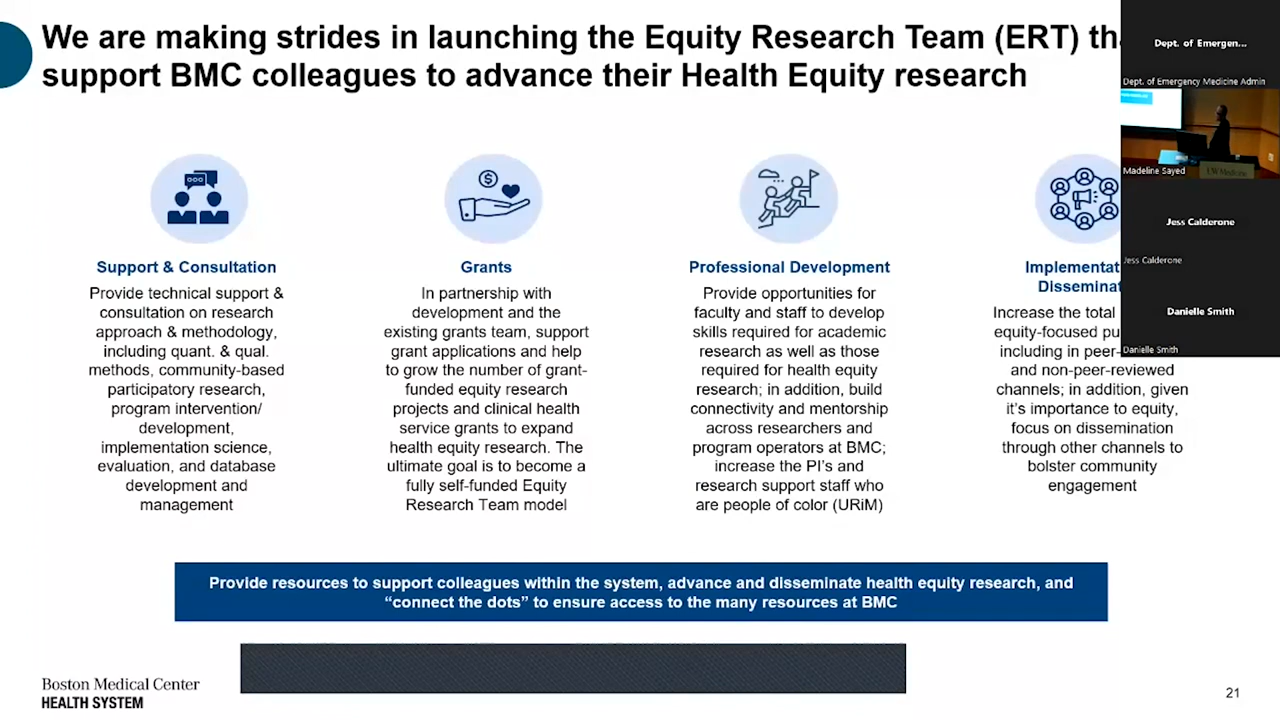 We are making strides in launching the Equity Research Team (ERT)
support BMC colleagues to advance their Health Equity research
Support & Consultation
Provide technical support &
consultation on research
approach & methodology,
including quant. & qual.
methods, community-based
participatory research,
program intervention/
development,
implementation science,
evaluation, and database
development and
management
$
Grants
In partnership with
development and the
existing grants team, support
grant applications and help
to grow the number of grant-
funded equity research
projects and clinical health
service grants to expand
health equity research. The
ultimate goal is to become a
fully self-funded Equity
Research Team model
Professional Development
Provide opportunities for
faculty and staff to develop
skills required for academic
research as well as those
required for health equity
research; in addition, build
connectivity and mentorship
across researchers and
program operators at BMC;
increase the PI's and
research support staff who
are people of color (URiM)
Increase the total
equity-focused
including in peer-
and non-peer-reviewed
channels; in addition, given
it's importance to equity,
focus on dissemination
through other channels to
bolster community
engagement
Provide resources to support colleagues within the system, advance and disseminate health equity research, and
“connect the dots” to ensure access to the many resources at BMC
Boston Medical Center
HEALTH SYSTEM
21
Dept. of Emergen...
Dept. of Emergency Medicine Admin
UW Medicine
Madeline Sayed
Jess Calderone
Jess Calderone
Danielle Smith
Danielle Smith